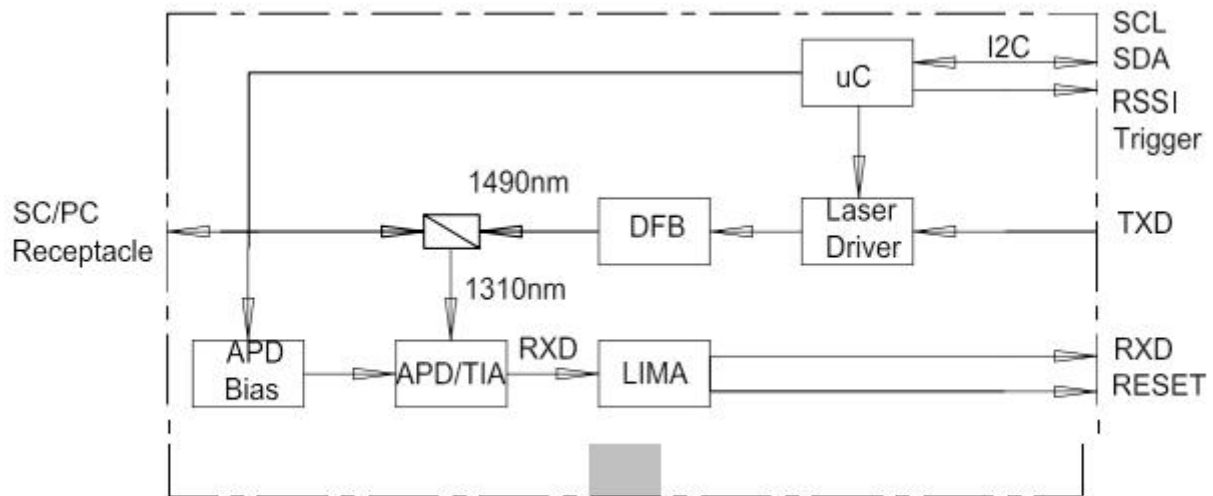 SCL
I2C
SDA
uC
RSSI
Trigger
1490nm
SC/PC
Receptacle
DFB
Laser
Driver
TXD
1310nm
APD
Bias
APD/TIA
RXD
LIMA
RXD
RESET